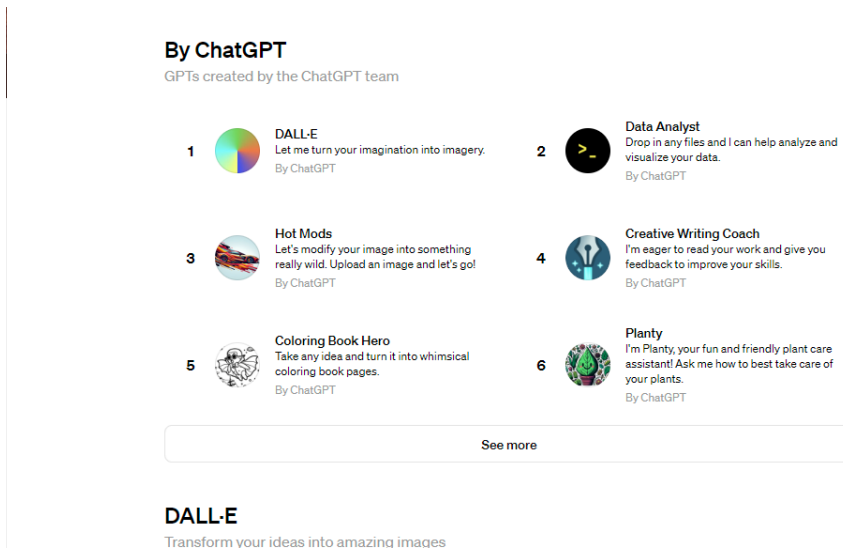 By ChatGPT
GPTs created by the ChatGPT team
1
DALL·E
Let me turn your imagination into imagery.
By ChatGPT
2
>_
Data Analyst
Drop in any files and I can help analyze and
visualize your data.
By ChatGPT
3
Hot Mods
Let's modify your image into something
really wild. Upload an image and let's go!
By ChatGPT
4
Creative Writing Coach
I'm eager to read your work and give you
feedback to improve your skills.
By ChatGPT
5
Coloring Book Hero
Take any idea and turn it into whimsical
coloring book pages.
By ChatGPT
6
Planty
I'm Planty, your fun and friendly plant care
assistant! Ask me how to best take care of
your plants.
By ChatGPT
See more
DALL·E
Transform your ideas into amazing images